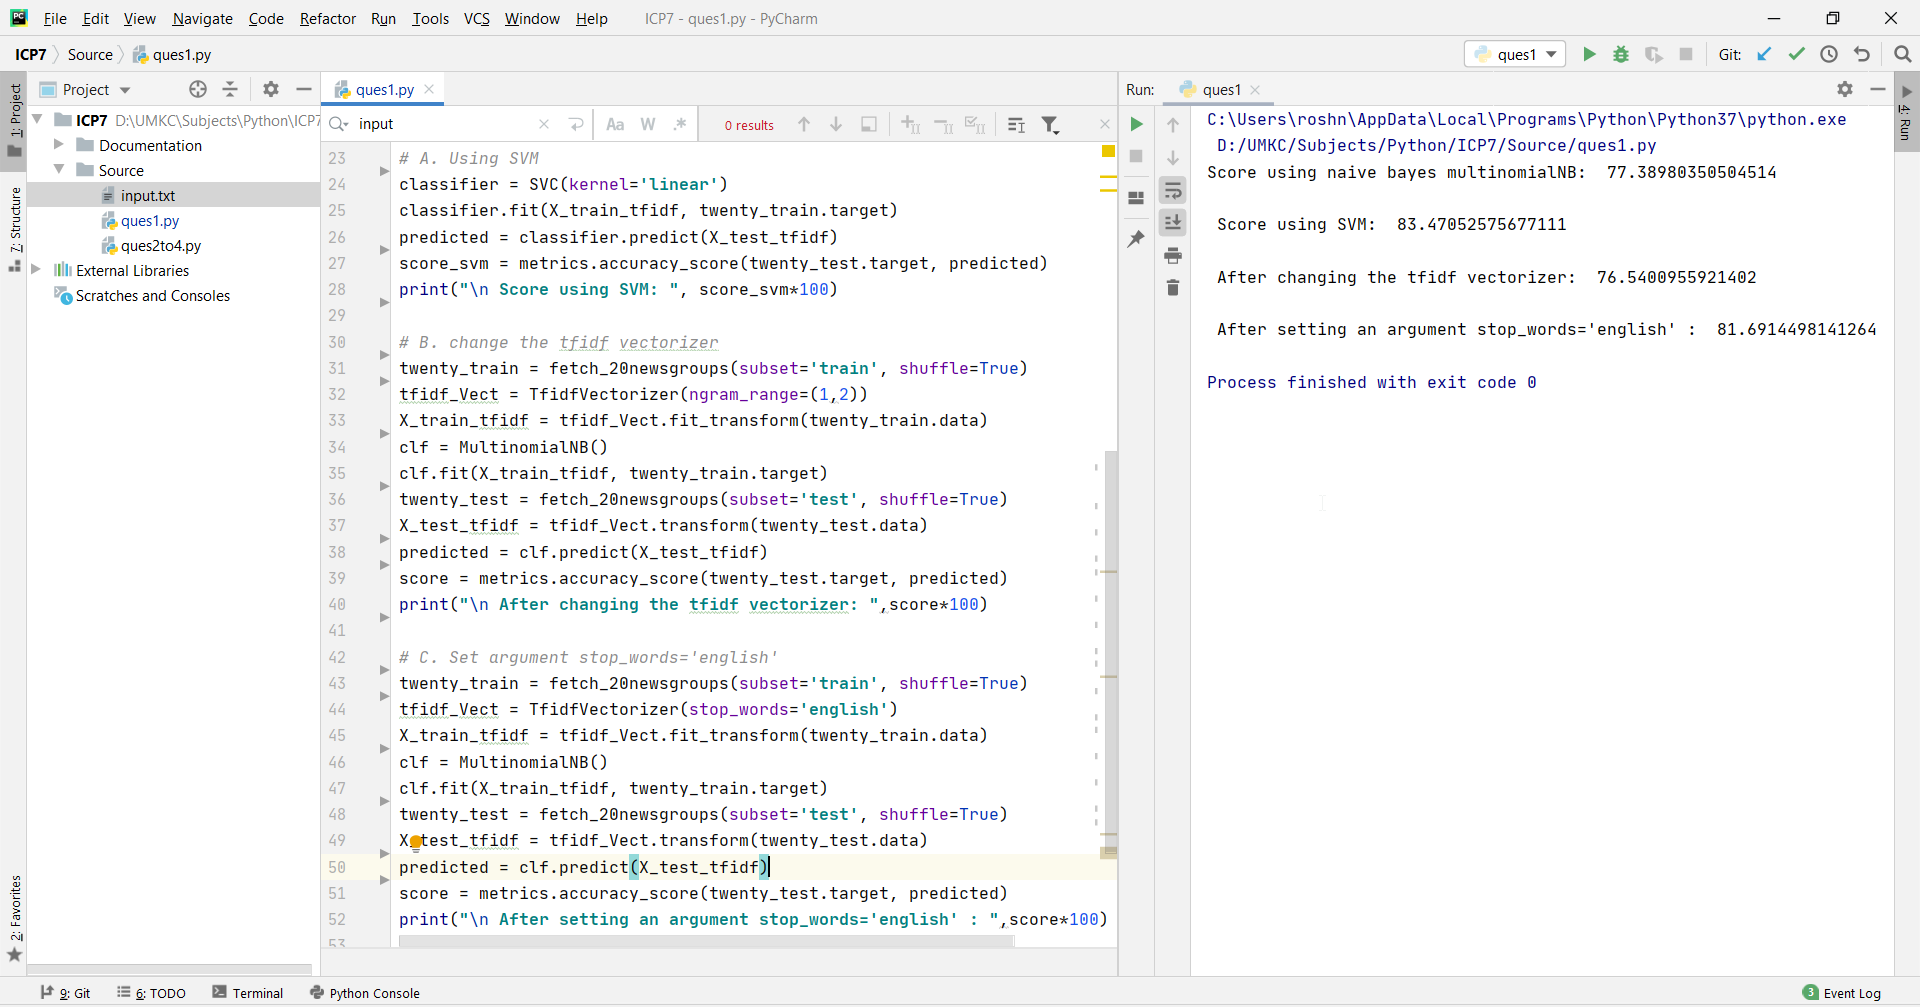 File Edit View Navigate Code Refactor Run Tools VCS Window Help ICP7 - ques1.py - PyCharm
ICP7 Source ques1.py ques1 Git:
1: Project
7: Structure
2: Favorites
Project
ICP7 D:\UMKC\Subjects\Python\ICP7
Documentation
Source
input.txt
ques1.py
ques2to4.py
External Libraries
Scratches and Consoles
ques1.py
input Aa W .* 0 results
23 # A. Using SVM
24 classifier = SVC(kernel='linear')
25 classifier.fit(X_train_tfidf, twenty_train.target)
26 predicted = classifier.predict(X_test_tfidf)
27 score_svm = metrics.accuracy_score(twenty_test.target, predicted)
28 print("\n Score using SVM: ", score_svm*100)
29
30 # B. change the tfidf vectorizer
31 twenty_train = fetch_20newsgroups(subset='train', shuffle=True)
32 tfidf_Vect = TfidfVectorizer(ngram_range=(1,2))
33 X_train_tfidf = tfidf_Vect.fit_transform(twenty_train.data)
34 clf = MultinomialNB()
35 clf.fit(X_train_tfidf, twenty_train.target)
36 twenty_test = fetch_20newsgroups(subset='test', shuffle=True)
37 X_test_tfidf = tfidf_Vect.transform(twenty_test.data)
38 predicted = clf.predict(X_test_tfidf)
39 score = metrics.accuracy_score(twenty_test.target, predicted)
40 print("\n After changing the tfidf vectorizer: ",score*100)
41
42 # C. Set argument stop_words='english'
43 twenty_train = fetch_20newsgroups(subset='train', shuffle=True)
44 tfidf_Vect = TfidfVectorizer(stop_words='english')
45 X_train_tfidf = tfidf_Vect.fit_transform(twenty_train.data)
46 clf = MultinomialNB()
47 clf.fit(X_train_tfidf, twenty_train.target)
48 twenty_test = fetch_20newsgroups(subset='test', shuffle=True)
49 X_test_tfidf = tfidf_Vect.transform(twenty_test.data)
50 predicted = clf.predict(X_test_tfidf)
51 score = metrics.accuracy_score(twenty_test.target, predicted)
52 print("\n After setting an argument stop_words='english' : ",score*100)
53
Run: ques1
C:\Users\roshn\AppData\Local\Programs\Python\Python37\python.exe
D:/UMKC/Subjects/Python/ICP7/Source/ques1.py
Score using naive bayes multinomialNB: 77.38980350504514
Score using SVM: 83.47052575677111
After changing the tfidf vectorizer: 76.5400955921402
After setting an argument stop_words='english' : 81.6914498141264
Process finished with exit code 0
4: Run
9: Git 6: TODO Terminal Python Console 3 Event Log